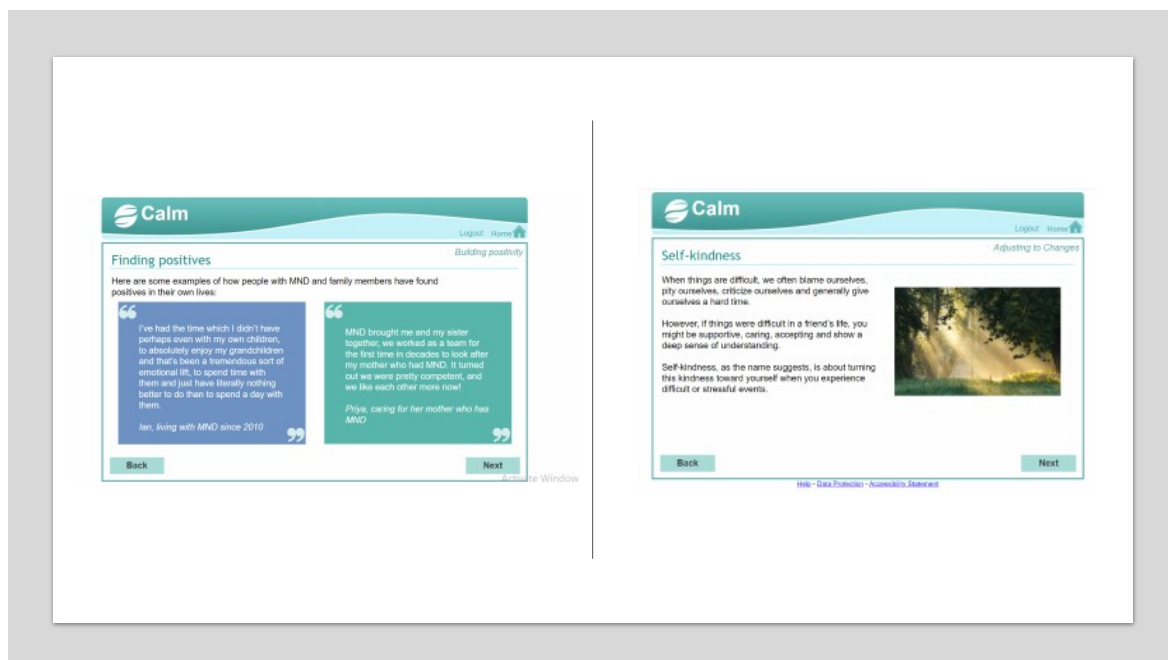 Calm
Logout Home
Building positivity
Finding positives
Here are some examples of how people with MND and family members have found
positives in their own lives:
I've had the time which I didn't have
perhaps even with my own children,
to absolutely enjoy my grandchildren
and that's been a tremendous sort of
emotional lift, to spend time with
them and just have literally nothing
better to do than to spend a day with
them.
Ian, living with MND since 2010
MND brought me and my sister
together, we worked as a team for
the first time in decades to look after
my mother who had MND. It turned
out we were pretty competent, and
we like each other more now!
Priya, caring for her mother who has
MND
Back
Next
Activate Window
Calm
Logout Home
Adjusting to Changes
Self-kindness
When things are difficult, we often blame ourselves,
pity ourselves, criticize ourselves and generally give
ourselves a hard time.
However, if things were difficult in a friend's life, you
might be supportive, caring, accepting and show a
deep sense of understanding.
Self-kindness, as the name suggests, is about turning
this kindness toward yourself when you experience
difficult or stressful events.
Back
Next
Help - Data Protection - Accessibility Statement